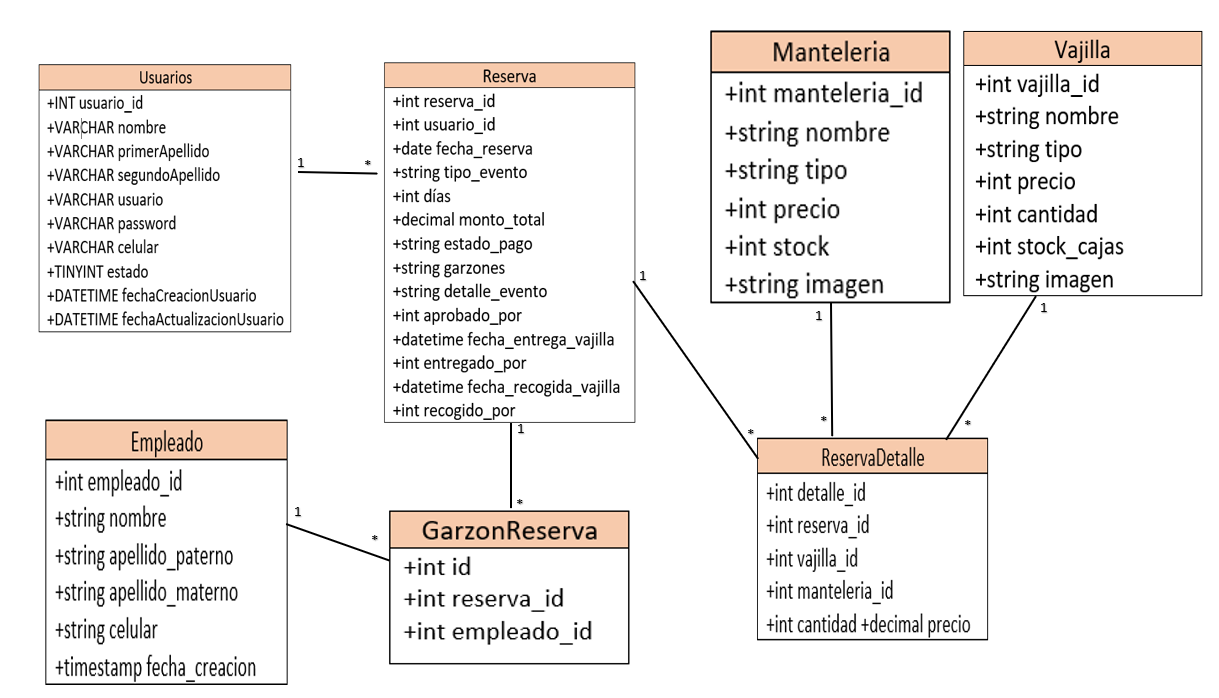 Usuarios
+INT usuario_id
+VARCHAR nombre
+VARCHAR primerApellido
+VARCHAR segundoApellido
+VARCHAR usuario
+VARCHAR password
+VARCHAR celular
+TINYINT estado
+DATETIME fechaCreacionUsuario
+DATETIME fechaActualizacionUsuario
1
*
Reserva
+int reserva_id
+int usuario_id
+date fecha_reserva
+string tipo_evento
+int días
+decimal monto_total
+string estado_pago
+string garzones
+string detalle_evento
+int aprobado_por
+datetime fecha_entrega_vajilla
+int entregado_por
+datetime fecha_recogida_vajilla
+int recogido_por
1
*
1
*
Manteleria
+int manteleria_id
+string nombre
+string tipo
+int precio
+int stock
+string imagen
1
*
Vajilla
+int vajilla_id
+string nombre
+string tipo
+int precio
+int cantidad
+int stock_cajas
+string imagen
1
*
Empleado
+int empleado_id
+string nombre
+string apellido_paterno
+string apellido_materno
+string celular
+timestamp fecha_creacion
1
*
GarzonReserva
+int id
+int reserva_id
+int empleado_id
ReservaDetalle
+int detalle_id
+int reserva_id
+int vajilla_id
+int manteleria_id
+int cantidad +decimal precio